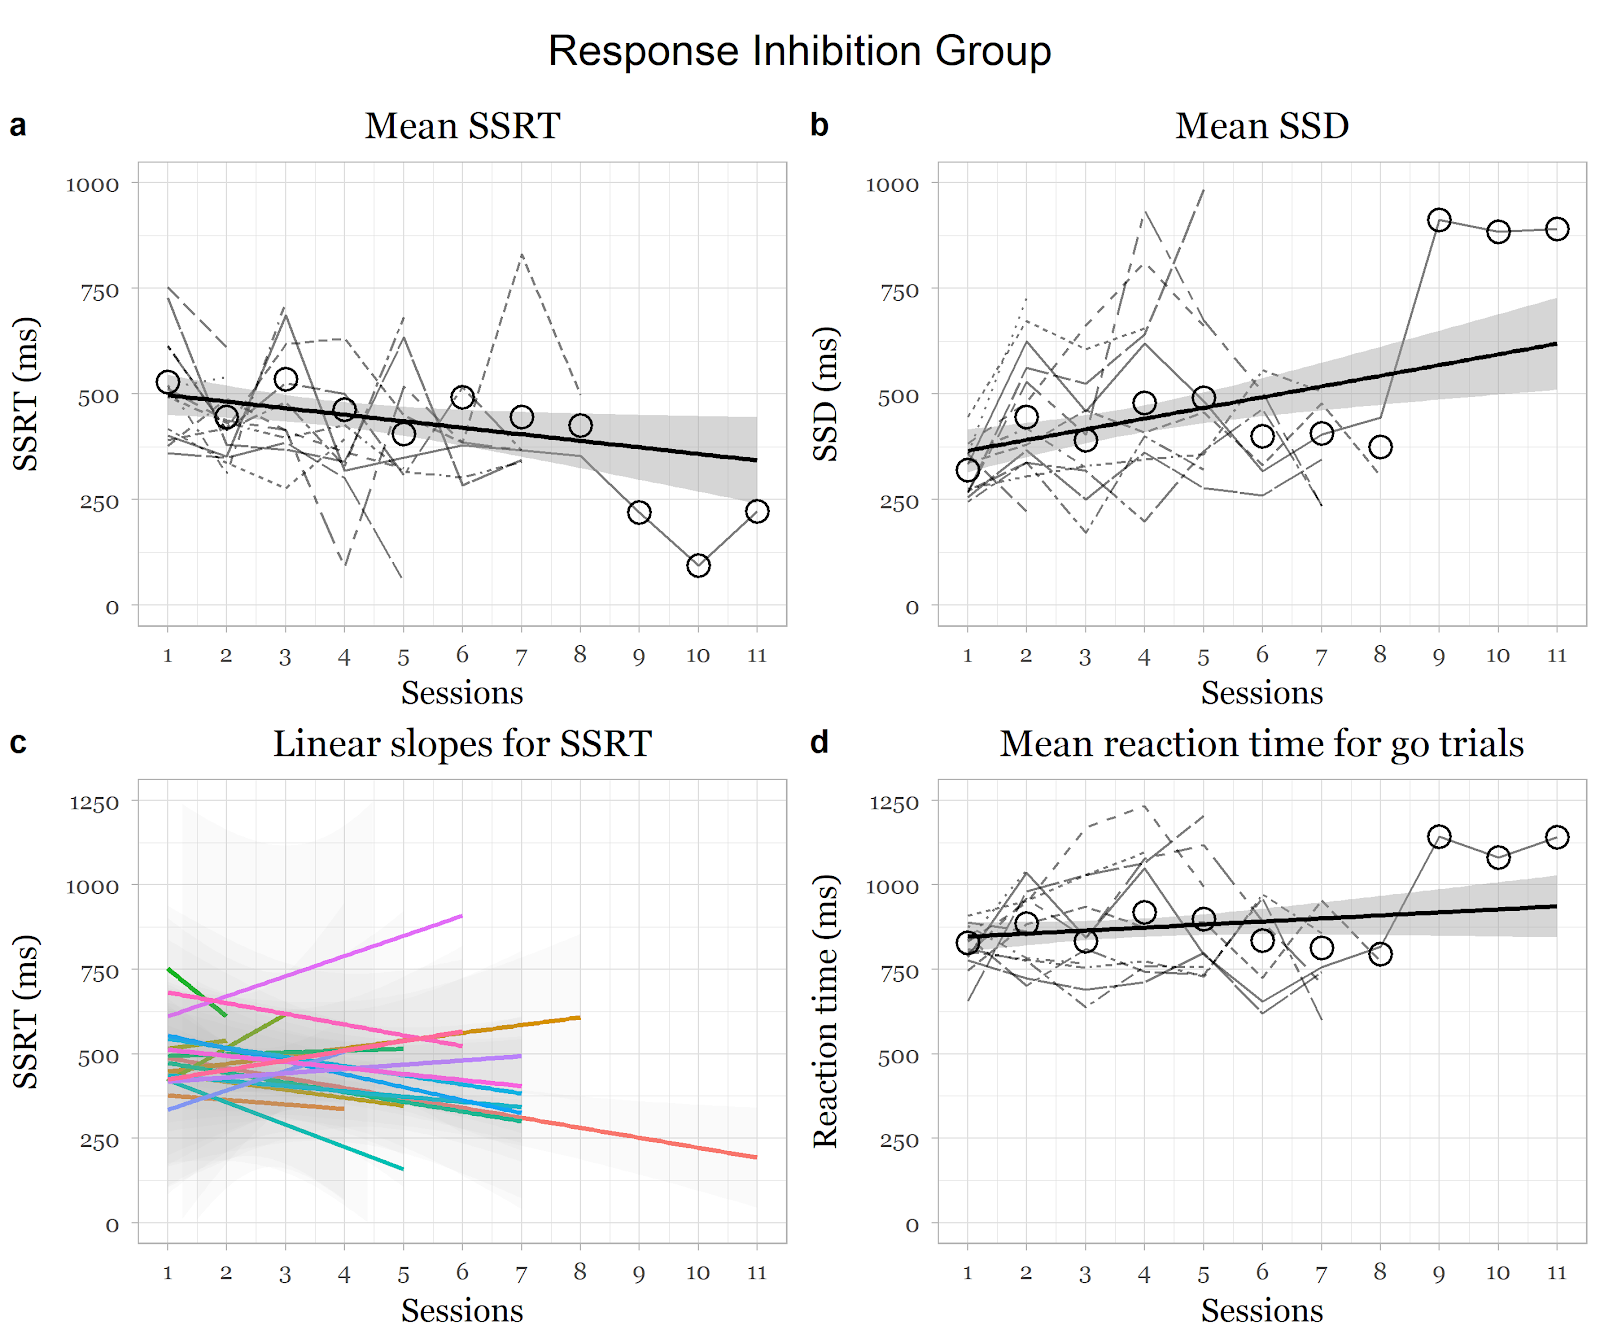 Response Inhibition Group
a
Mean SSRT
SSRT (ms)
1000
750
500
250
0
1 2 3 4 5 6 7 8 9 10 11
Sessions
b
Mean SSD
SSD (ms)
1000
750
500
250
0
1 2 3 4 5 6 7 8 9 10 11
Sessions
c
Linear slopes for SSRT
SSRT (ms)
1250
1000
750
500
250
0
1 2 3 4 5 6 7 8 9 10 11
Sessions
d
Mean reaction time for go trials
Reaction time (ms)
1250
1000
750
500
250
0
1 2 3 4 5 6 7 8 9 10 11
Sessions